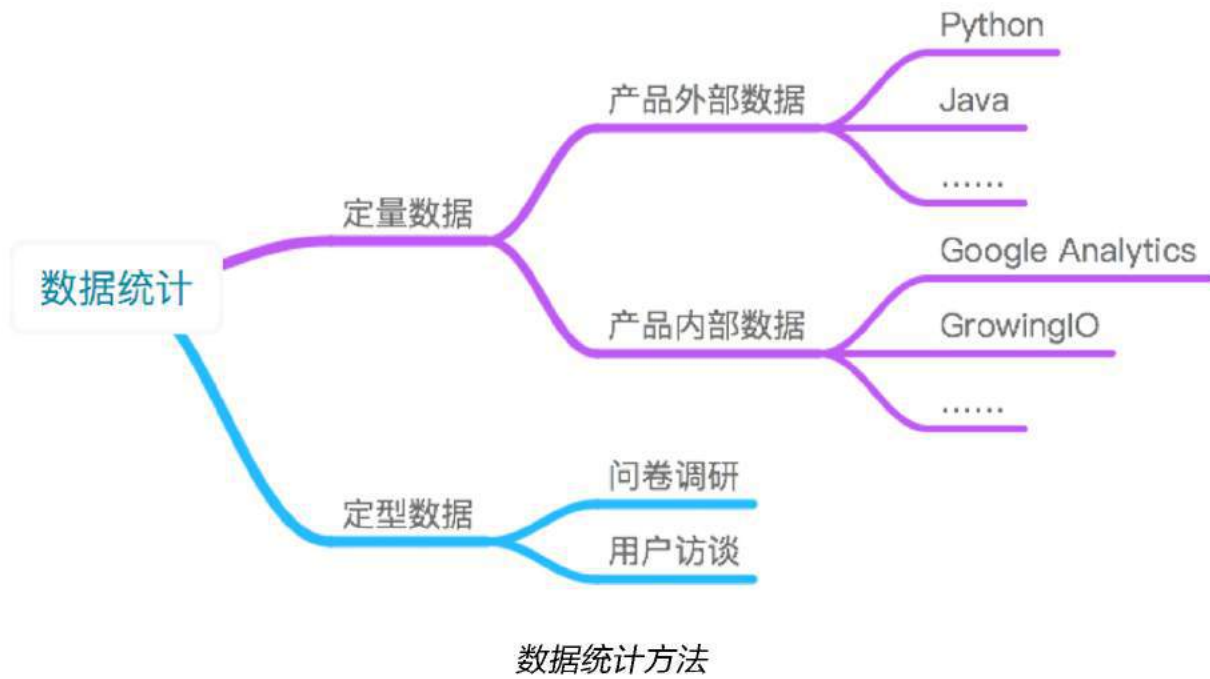 数据统计
定量数据
产品外部数据
Python
Java
……
产品内部数据
Google Analytics
GrowingIO
……
定型数据
问卷调研
用户访谈
数据统计方法